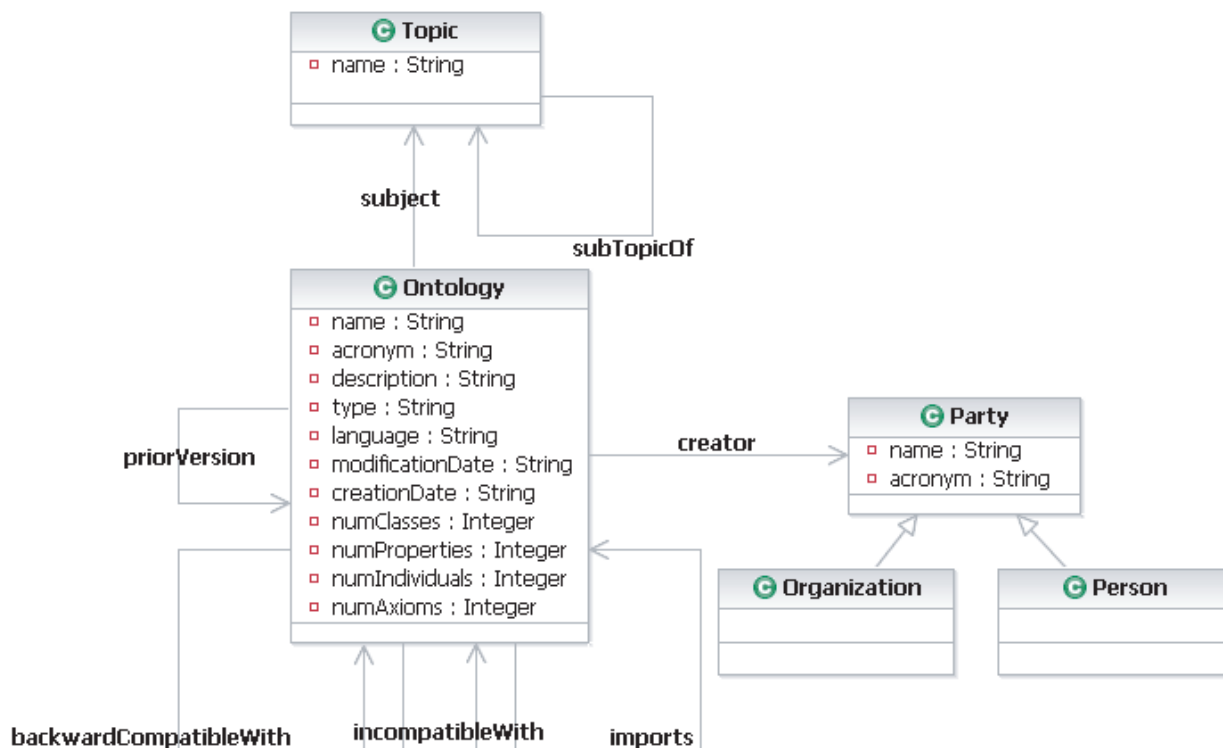 C Topic
name : String
subject
subTopicOf
C Ontology
name : String
acronym : String
description : String
type : String
language : String
modificationDate : String
creationDate : String
numClasses : Integer
numProperties : Integer
numIndividuals : Integer
numAxioms : Integer
priorVersion
creator
C Party
name : String
acronym : String
C Organization
C Person
backwardCompatibleWith
incompatibleWith
imports